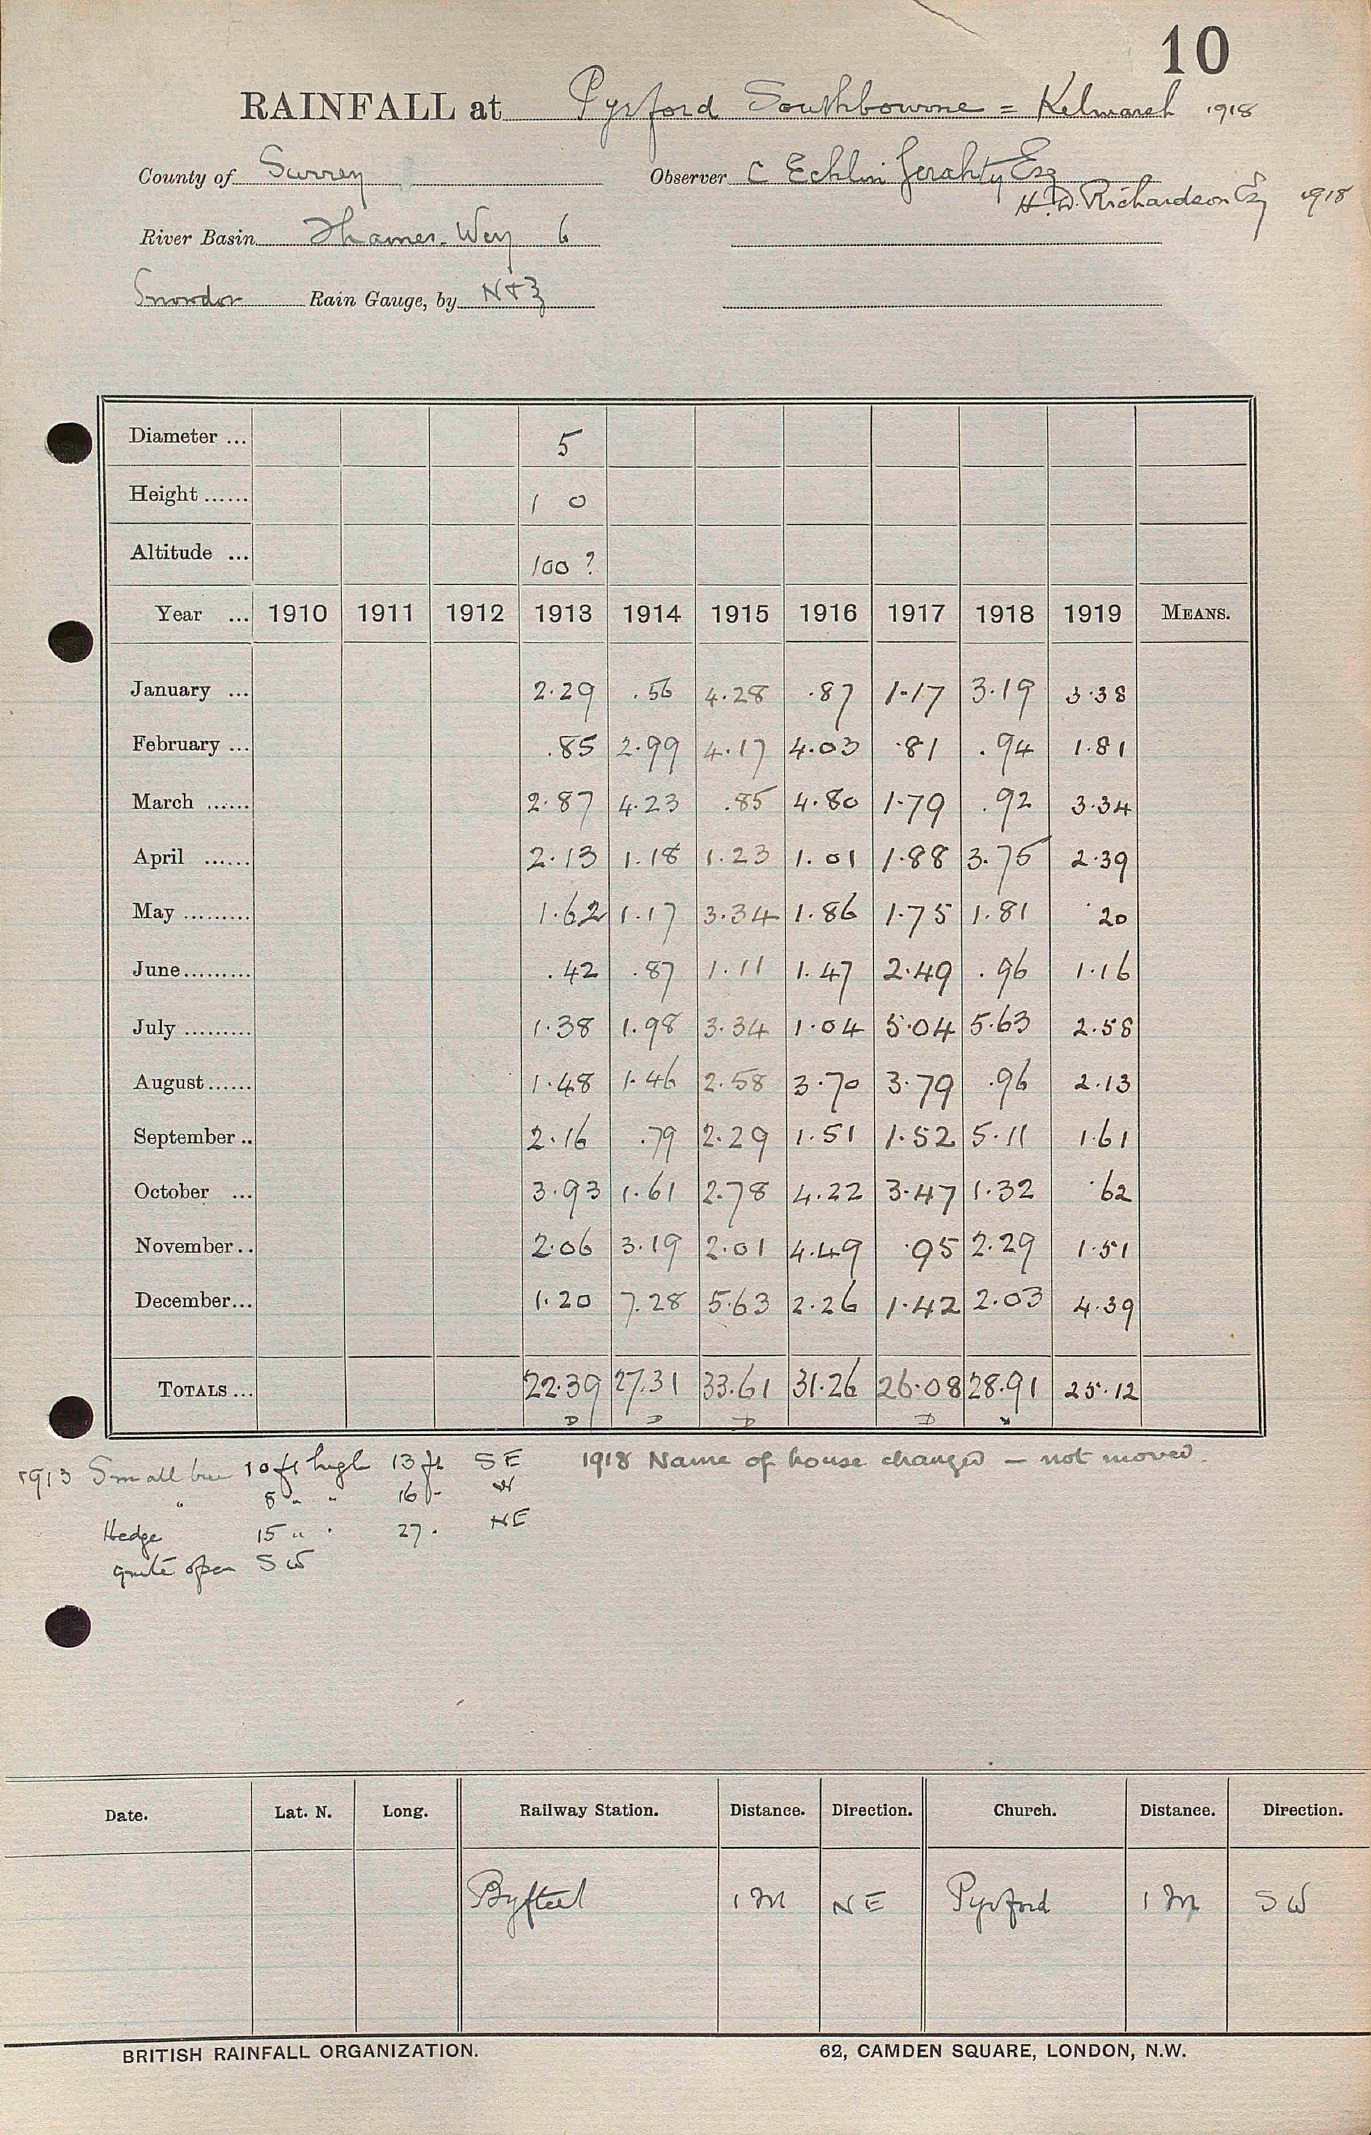 10
RAINFALL at Pyrford Southbourne = Kelmarsh 1918
County of Surrey Observer C Echlin Gerahty Esq
H. D. Richardson Esq 1918
River Basin Thames. Wey 6
Snowdon Rain Gauge, by N & Z
Diameter ... 5
Height ...... 1 0
Altitude ... 100 ?
Year ... 1910 1911 1912 1913 1914 1915 1916 1917 1918 1919 MEANS.
January ... 2.29 .56 4.28 .87 1.17 3.19 3.38
February ... .85 2.99 4.17 4.03 .81 .94 1.81
March ...... 2.87 4.23 .85 4.80 1.79 .92 3.34
April ...... 2.13 1.18 1.23 1.01 1.88 3.75 2.39
May ......... 1.62 1.17 3.34 1.86 1.75 1.81 .20
June......... .42 .87 1.11 1.47 2.49 .96 1.16
July ......... 1.38 1.98 3.34 1.04 5.04 5.63 2.58
August...... 1.48 1.46 2.58 3.70 3.79 .96 2.13
September .. 2.16 .79 2.29 1.51 1.52 5.11 1.61
October ... 3.93 1.61 2.78 4.22 3.47 1.32 .62
November .. 2.06 3.19 2.01 4.49 .95 2.29 1.51
December... 1.20 7.28 5.63 2.26 1.42 2.03 4.39
TOTALS ... 22.39 27.31 33.61 31.26 26.08 28.91 25.12
D D D D
1913 Small tree 10 ft high 13 ft SE 1918 Name of house changed — not moved.
" 8 " " 16 " W
Hedge 15 " " 27 " NE
quite open SW
Date. Lat. N. Long. Railway Station. Distance. Direction. Church. Distance. Direction.
Byfleet 1 M NE Pyrford 1 M SW
BRITISH RAINFALL ORGANIZATION. 62, CAMDEN SQUARE, LONDON, N.W.